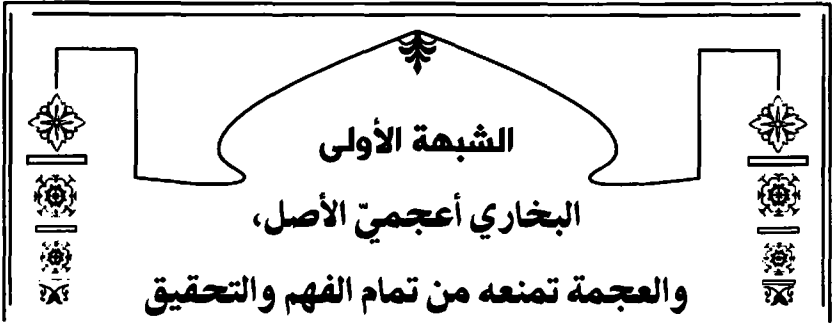 الشبهة الأولى
البخاري أعجميّ الأصل،
والعجمة تمنعه من تمام الفهم والتحقيق